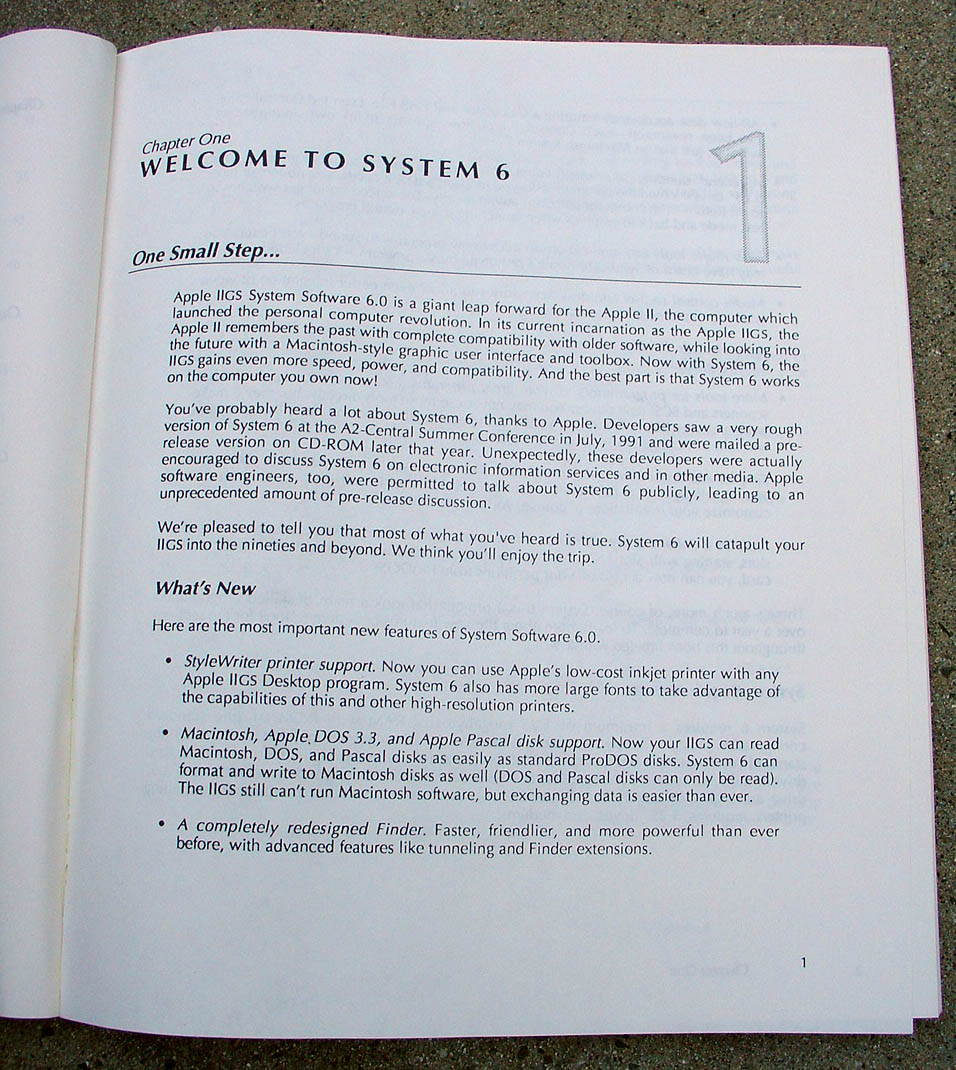 Chapter One
WELCOME TO SYSTEM 6
1
One Small Step...
Apple IIGS System Software 6.0 is a giant leap forward for the Apple II, the computer which
launched the personal computer revolution. In its current incarnation as the Apple IIGS, the
Apple II remembers the past with complete compatibility with older software, while looking into
the future with a Macintosh-style graphic user interface and toolbox. Now with System 6, the
IIGS gains even more speed, power, and compatibility. And the best part is that System 6 works
on the computer you own now!
You've probably heard a lot about System 6, thanks to Apple. Developers saw a very rough
version of System 6 at the A2-Central Summer Conference in July, 1991 and were mailed a pre-
release version on CD-ROM later that year. Unexpectedly, these developers were actually
encouraged to discuss System 6 on electronic information services and in other media. Apple
software engineers, too, were permitted to talk about System 6 publicly, leading to an
unprecedented amount of pre-release discussion.
We're pleased to tell you that most of what you've heard is true. System 6 will catapult your
IIGS into the nineties and beyond. We think you'll enjoy the trip.
What's New
Here are the most important new features of System Software 6.0.
• StyleWriter printer support. Now you can use Apple's low-cost inkjet printer with any
Apple IIGS Desktop program. System 6 also has more large fonts to take advantage of
the capabilities of this and other high-resolution printers.
• Macintosh, Apple DOS 3.3, and Apple Pascal disk support. Now your IIGS can read
Macintosh, DOS, and Pascal disks as easily as standard ProDOS disks. System 6 can
format and write to Macintosh disks as well (DOS and Pascal disks can only be read).
The IIGS still can't run Macintosh software, but exchanging data is easier than ever.
• A completely redesigned Finder. Faster, friendlier, and more powerful than ever
before, with advanced features like tunneling and Finder extensions.
1